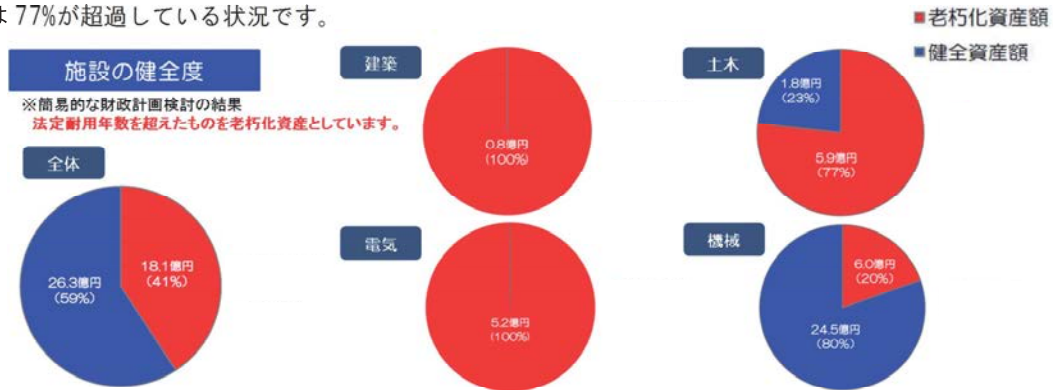 は 77%が超過している状況です。
■老朽化資産額
■健全資産額
施設の健全度
※簡易的な財政計画検討の結果
法定耐用年数を超えたものを老朽化資産としています。
全体
18.1億円
(41%)
26.3億円
(59%)
建築
0.8億円
(100%)
土木
1.8億円
(23%)
5.9億円
(77%)
電気
5.2億円
(100%)
機械
6.0億円
(20%)
24.5億円
(80%)